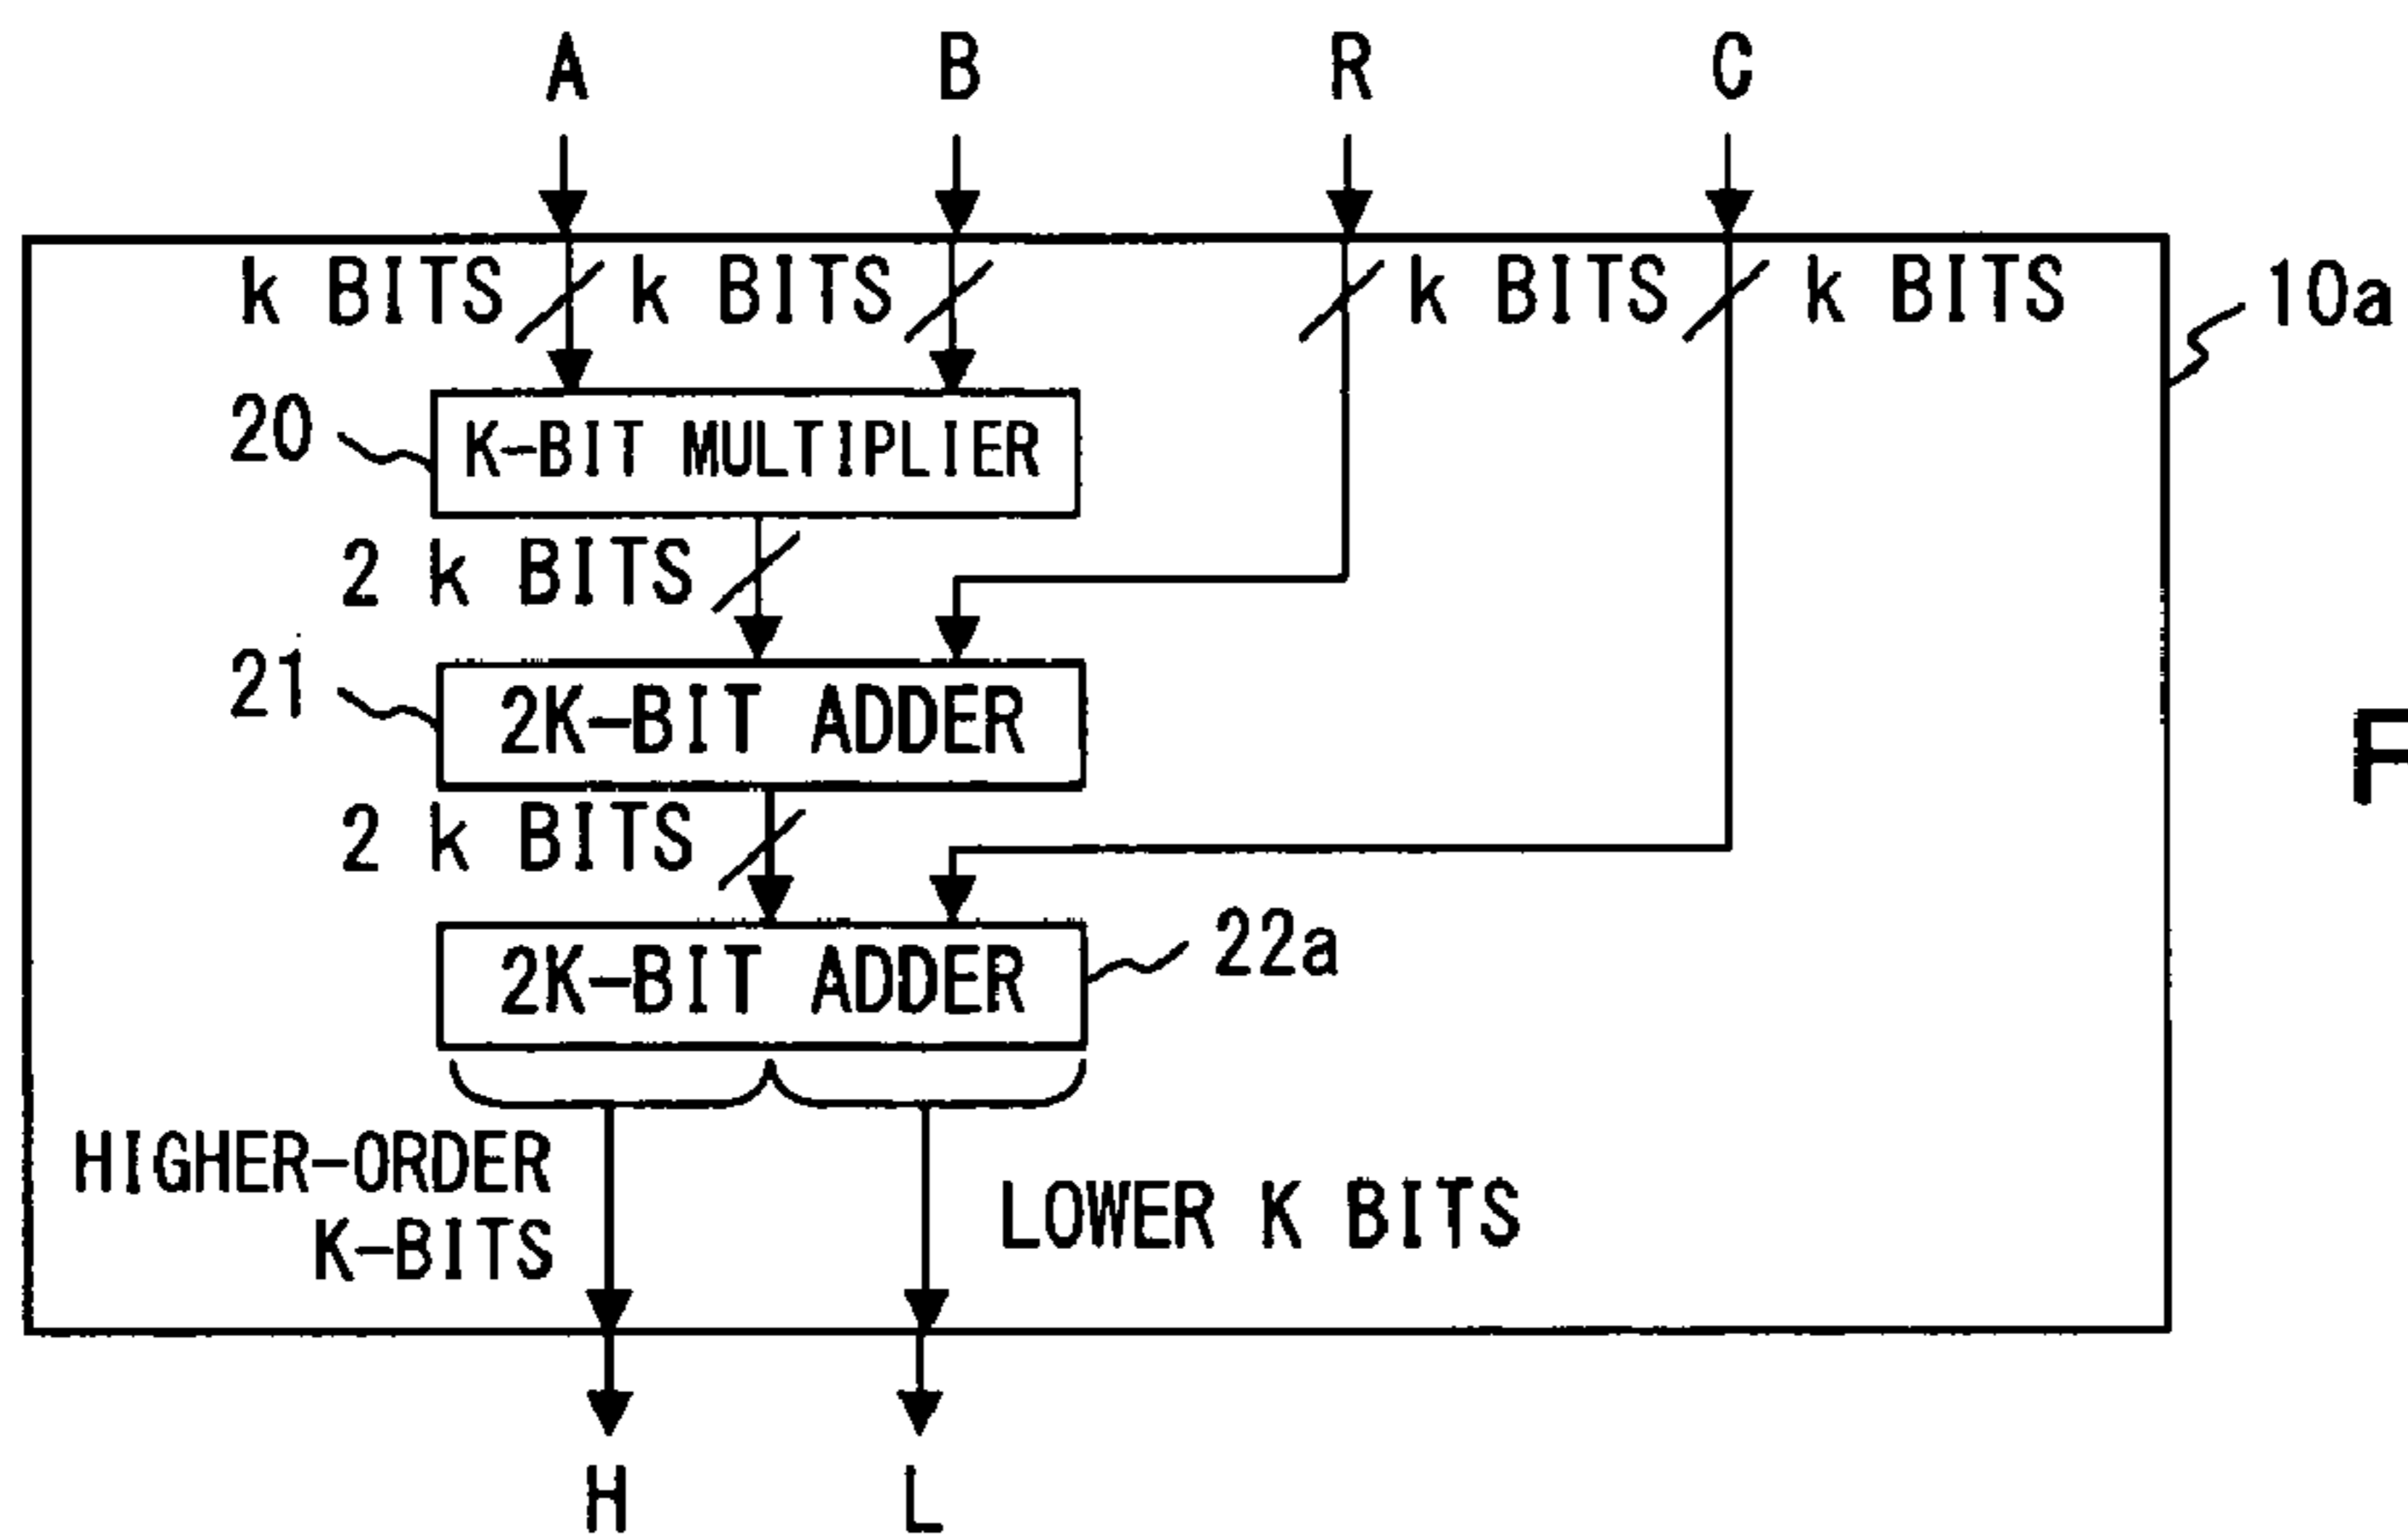 A B R C
k BITS k BITS k BITS k BITS
10a
20
K-BIT MULTIPLIER
2 k BITS
21
2K-BIT ADDER
2 k BITS
2K-BIT ADDER
22a
HIGHER-ORDER
K-BITS
LOWER K BITS
H L
F